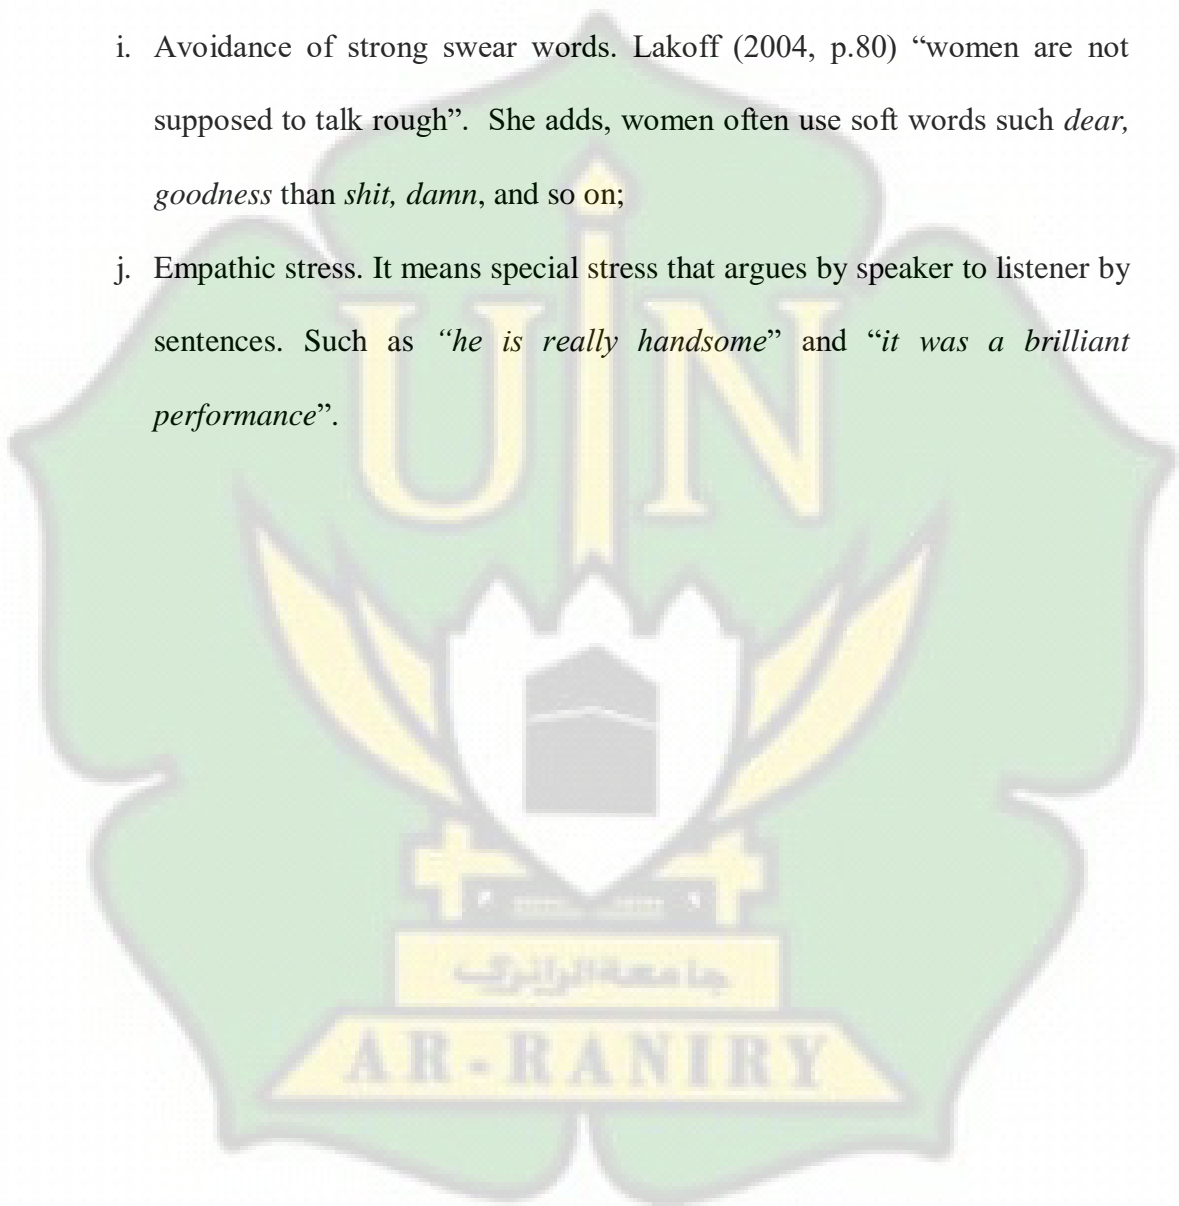 i. Avoidance of strong swear words. Lakoff (2004, p.80) “women are not
supposed to talk rough”.  She adds, women often use soft words such dear,
goodness than shit, damn, and so on;
j. Empathic stress. It means special stress that argues by speaker to listener by
sentences. Such as “he is really handsome” and “it was a brilliant
performance”.
UIN
جامعة الرانري
AR-RANIRY